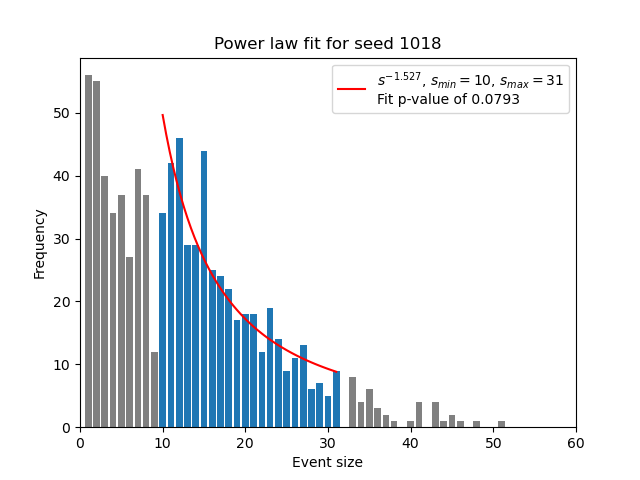 Power law fit for seed 1018
s^{-1.527}, s_{min} = 10, s_{max} = 31
Fit p-value of 0.0793
Frequency
50
40
30
20
10
0
0 10 20 30 40 50 60
Event size